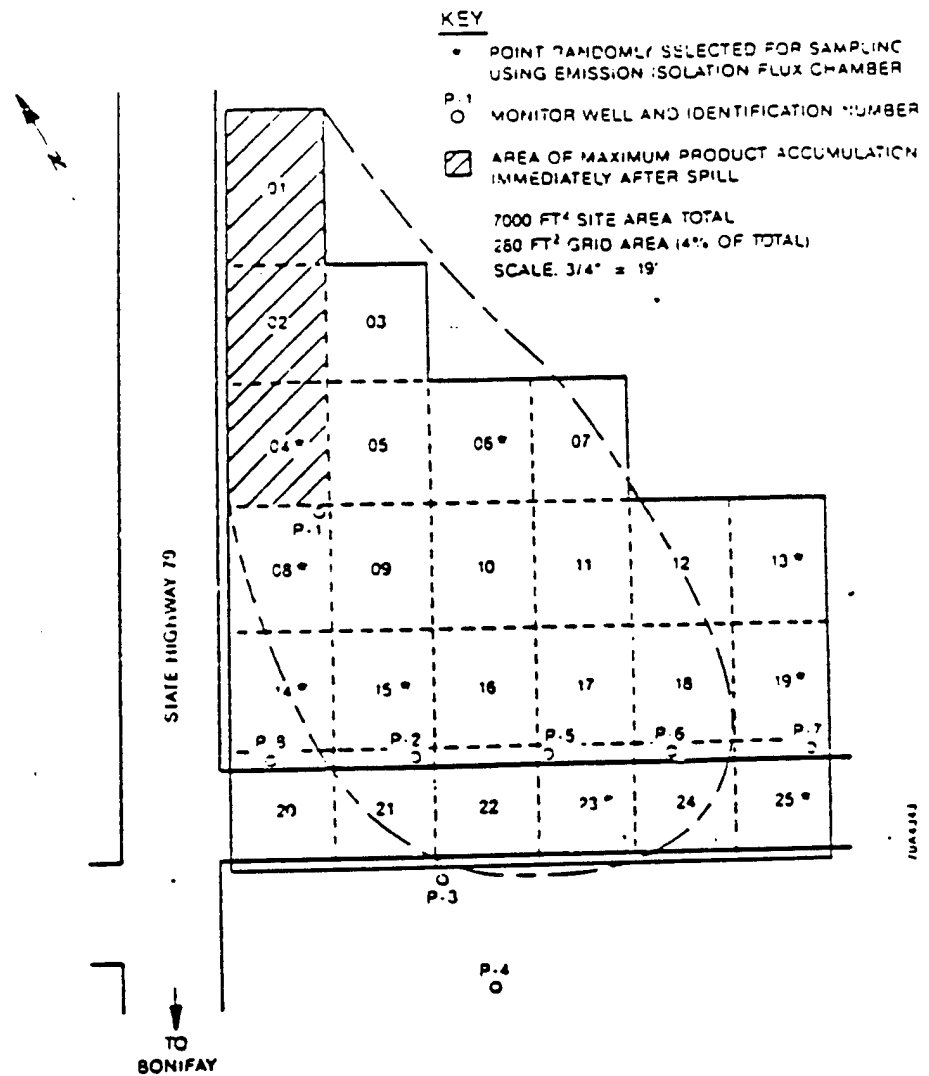 KEY
* POINT RANDOMLY SELECTED FOR SAMPLING
USING EMISSION ISOLATION FLUX CHAMBER
P-1
MONITOR WELL AND IDENTIFICATION NUMBER
AREA OF MAXIMUM PRODUCT ACCUMULATION
IMMEDIATELY AFTER SPILL
7000 FT² SITE AREA TOTAL
280 FT² GRID AREA (4% OF TOTAL)
SCALE: 3/4" = 19'
N
01
02 03
04* 05 06* 07
P-1
08* 09 10 11 12 13*
STATE HIGHWAY 79
14* 15* 16 17 18 19*
P-8 P-2 P-5 P-6 P-7
20 21 22 23* 24 25*
P-3
P-4
TO
BONIFAY